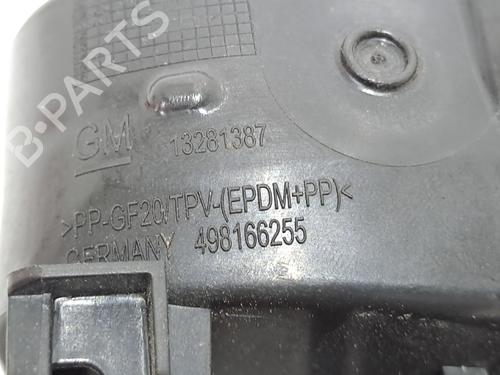 B-PARTS
GM 13281387
>PP-GF20/TPV-(EPDM+PP)<
GERMANY 498166255